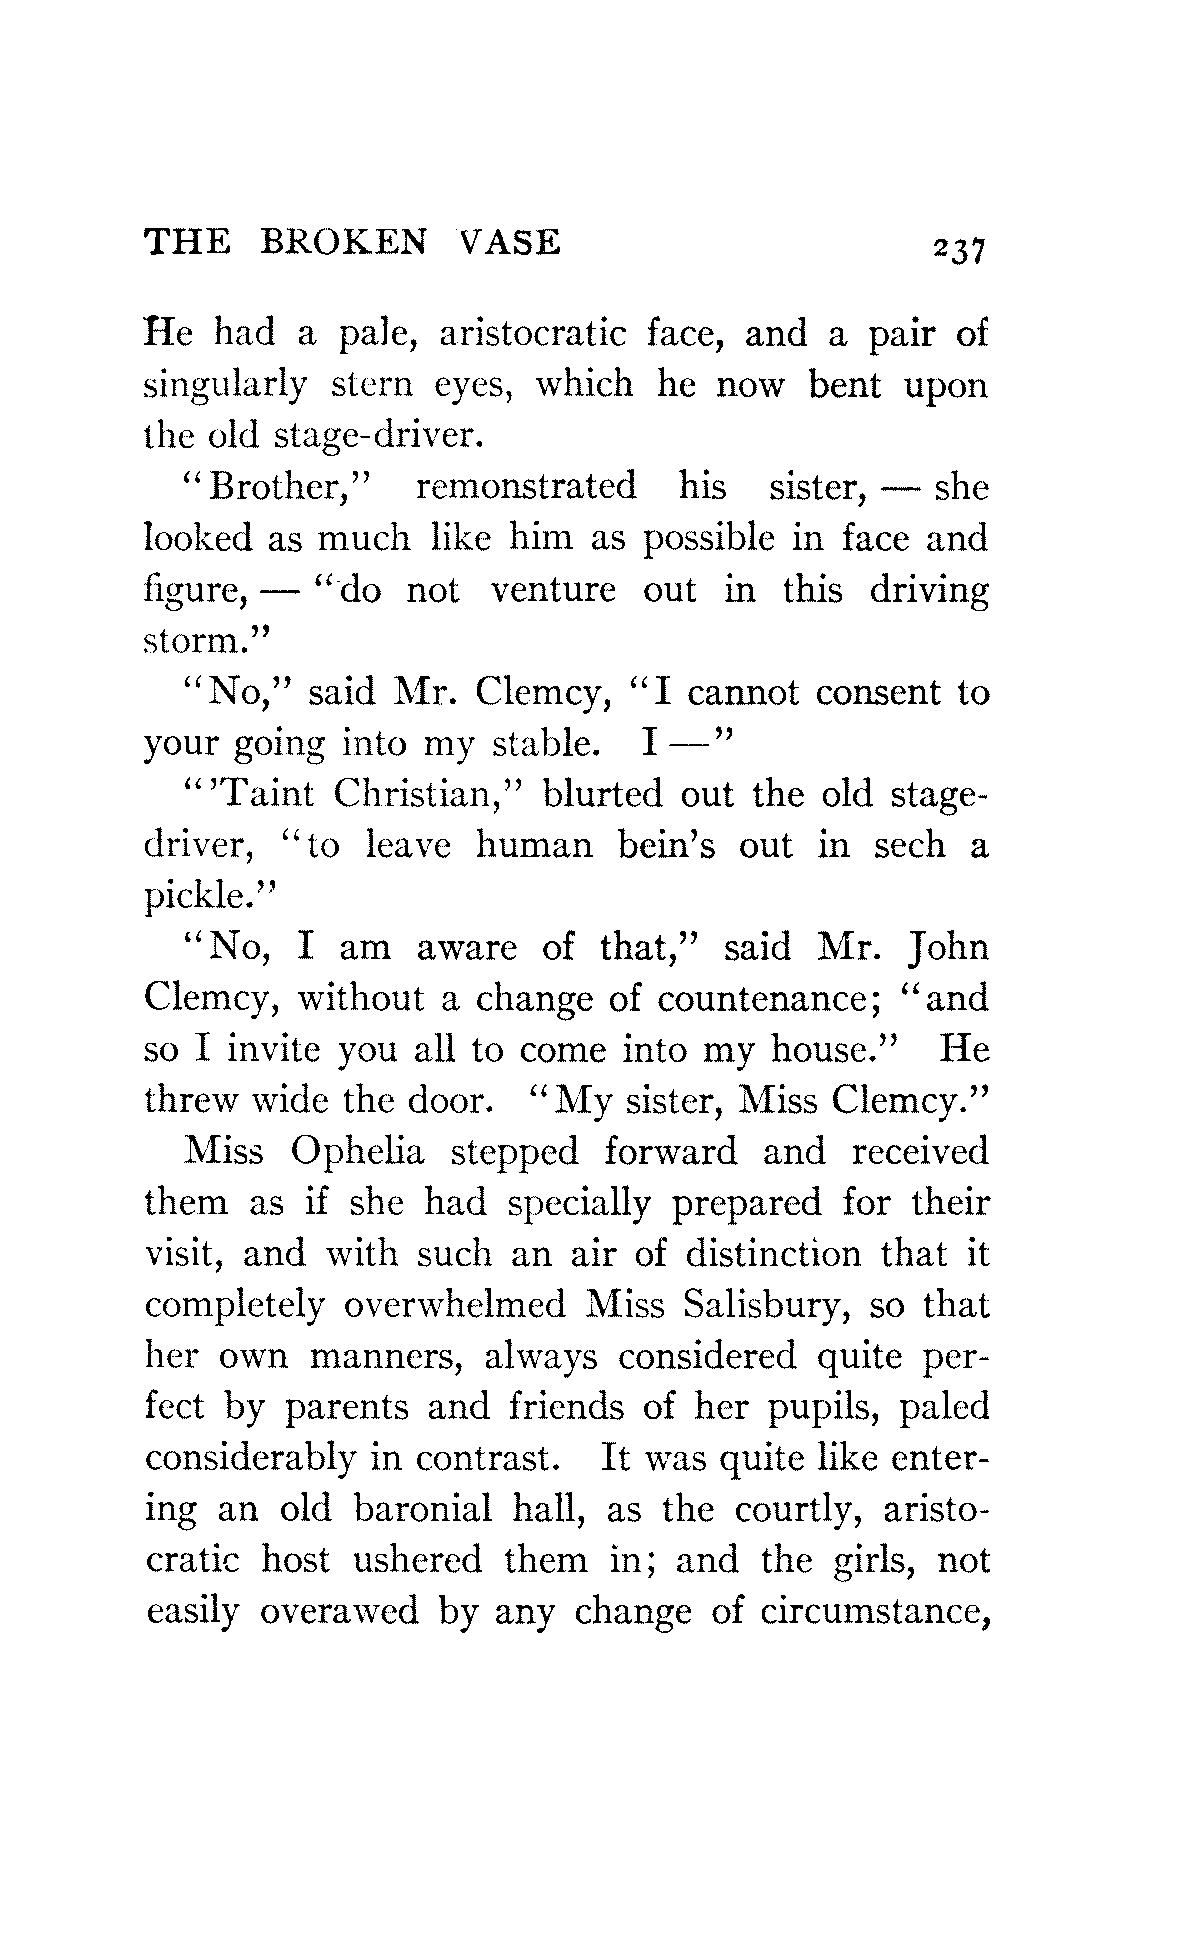 THE BROKEN VASE 237
He had a pale, aristocratic face, and a pair of
singularly stern eyes, which he now bent upon
the old stage-driver.
"Brother," remonstrated his sister, — she
looked as much like him as possible in face and
figure, — "do not venture out in this driving
storm."
"No," said Mr. Clemcy, "I cannot consent to
your going into my stable. I —"
"'Taint Christian," blurted out the old stage-
driver, "to leave human bein's out in sech a
pickle."
"No, I am aware of that," said Mr. John
Clemcy, without a change of countenance; "and
so I invite you all to come into my house." He
threw wide the door. "My sister, Miss Clemcy."
Miss Ophelia stepped forward and received
them as if she had specially prepared for their
visit, and with such an air of distinction that it
completely overwhelmed Miss Salisbury, so that
her own manners, always considered quite per-
fect by parents and friends of her pupils, paled
considerably in contrast. It was quite like enter-
ing an old baronial hall, as the courtly, aristo-
cratic host ushered them in; and the girls, not
easily overawed by any change of circumstance,